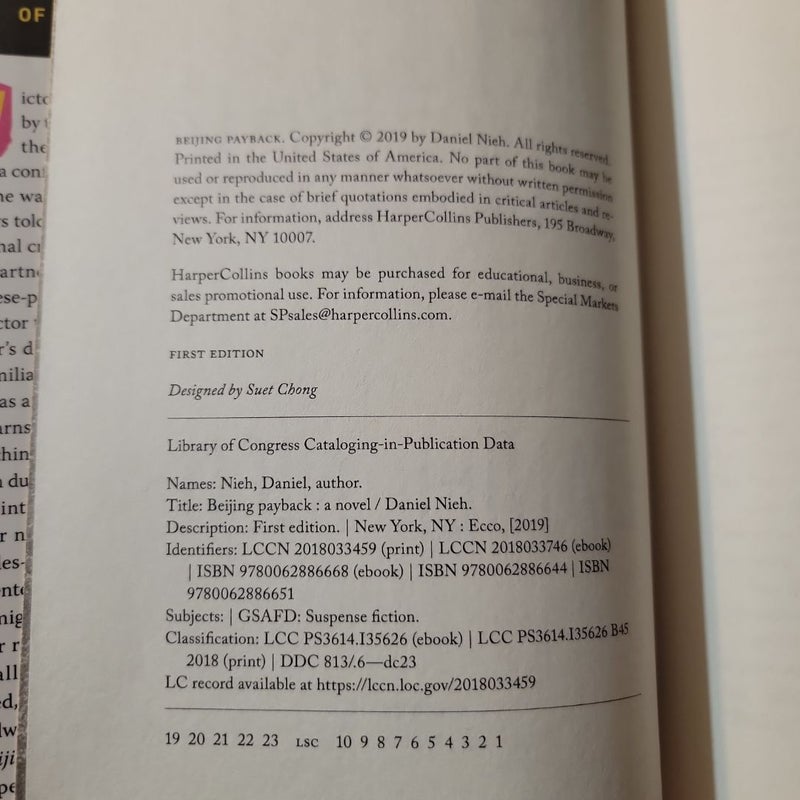 OF
BEIJING PAYBACK. Copyright © 2019 by Daniel Nieh. All rights reserved.
Printed in the United States of America. No part of this book may be
used or reproduced in any manner whatsoever without written permission
except in the case of brief quotations embodied in critical articles and re-
views. For information, address HarperCollins Publishers, 195 Broadway,
New York, NY 10007.
HarperCollins books may be purchased for educational, business, or
sales promotional use. For information, please e-mail the Special Markets
Department at SPsales@harpercollins.com.
FIRST EDITION
Designed by Suet Chong
Library of Congress Cataloging-in-Publication Data
Names: Nieh, Daniel, author.
Title: Beijing payback : a novel / Daniel Nieh.
Description: First edition. | New York, NY : Ecco, [2019]
Identifiers: LCCN 2018033459 (print) | LCCN 2018033746 (ebook)
| ISBN 9780062886668 (ebook) | ISBN 9780062886644 | ISBN
9780062886651
Subjects: | GSAFD: Suspense fiction.
Classification: LCC PS3614.I35626 (ebook) | LCC PS3614.I35626 B45
2018 (print) | DDC 813/.6—dc23
LC record available at https://lccn.loc.gov/2018033459
19 20 21 22 23 LSC 10 9 8 7 6 5 4 3 2 1